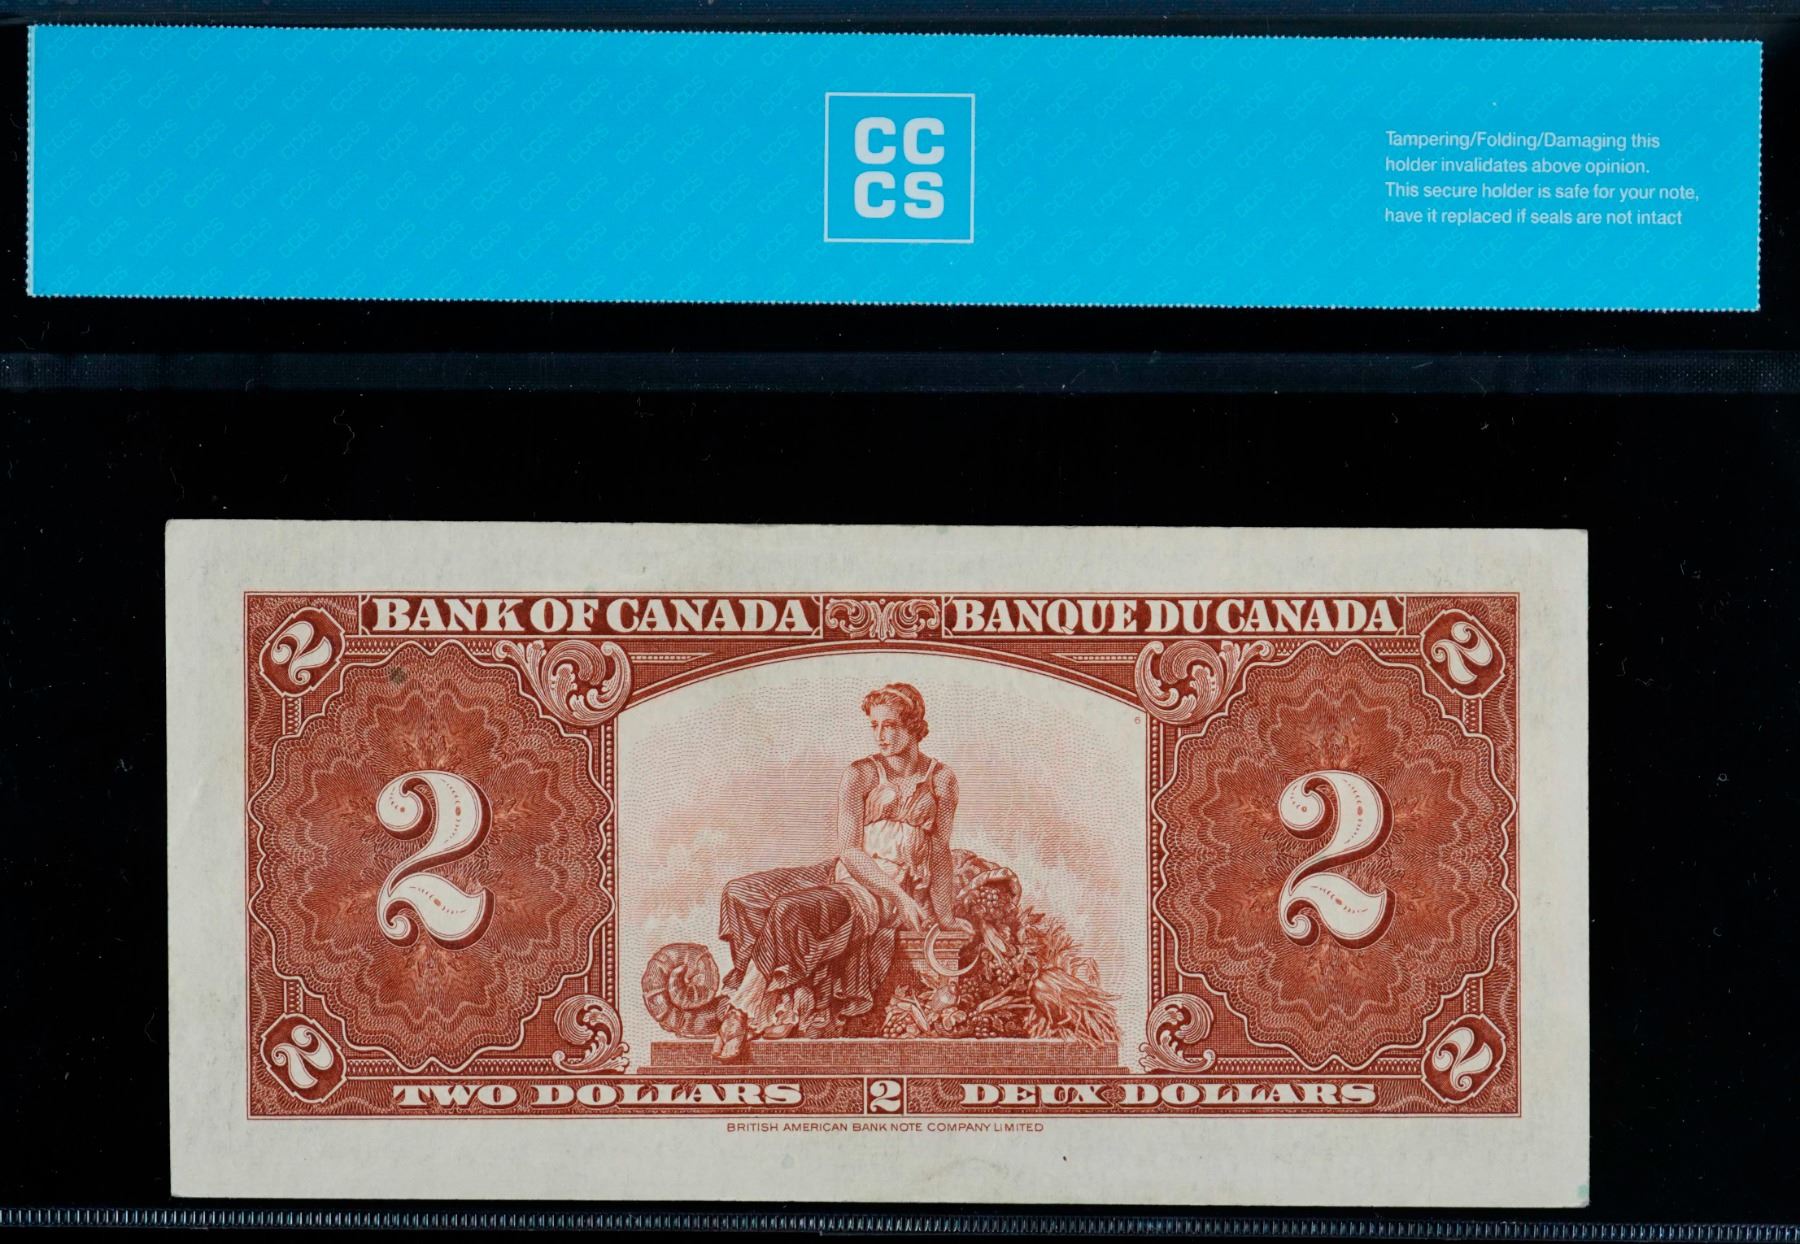 CC
CS
Tampering/Folding/Damaging this
holder invalidates above opinion.
This secure holder is safe for your note,
have it replaced if seals are not intact
2 BANK OF CANADA BANQUE DU CANADA 2
6
2 2
2 TWO DOLLARS 2 DEUX DOLLARS 2
BRITISH AMERICAN BANK NOTE COMPANY LIMITED